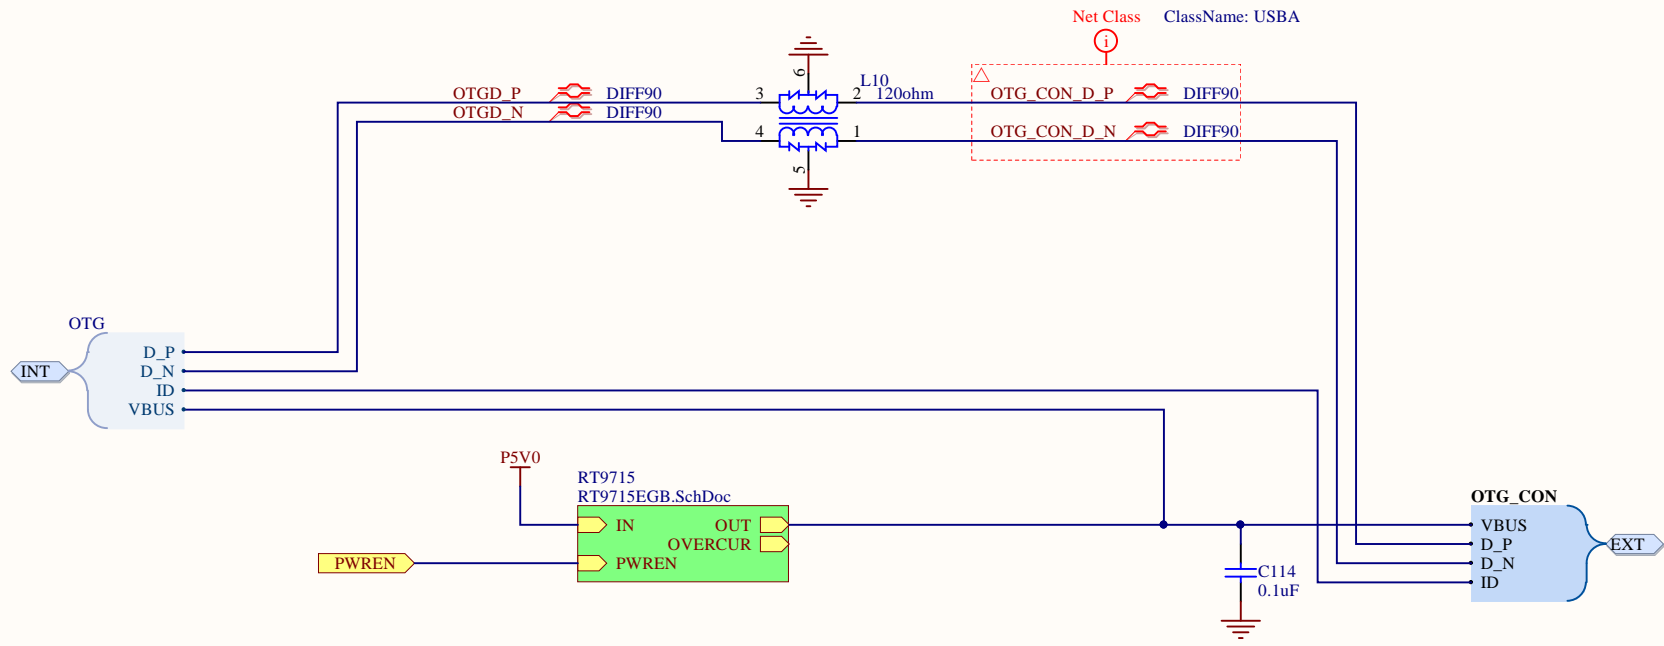 Net Class ClassName: USBA
i
6
L10
OTGD_P DIFF90 3 2 120ohm OTG_CON_D_P DIFF90
OTGD_N DIFF90
4 1 OTG_CON_D_N DIFF90
5
OTG
D_P
INT D_N
ID
VBUS
P5V0
RT9715
RT9715EGB.SchDoc
IN OUT
OVERCUR
PWREN PWREN
C114
0.1uF
OTG_CON
VBUS
D_P EXT
D_N
ID